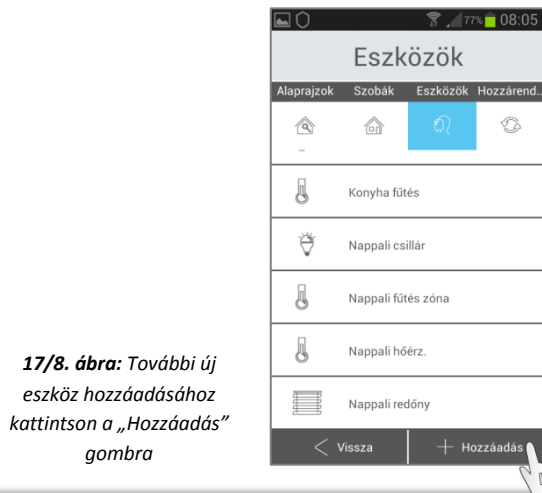 77% 08:05
Eszközök
Alaprajzok Szobák Eszközök Hozzárend..
Konyha fűtés
Nappali csillár
Nappali fűtés zóna
Nappali hőérz.
Nappali redőny
Vissza Hozzáadás
17/8. ábra: További új
eszköz hozzáadásához
kattintson a „Hozzáadás”
gombra